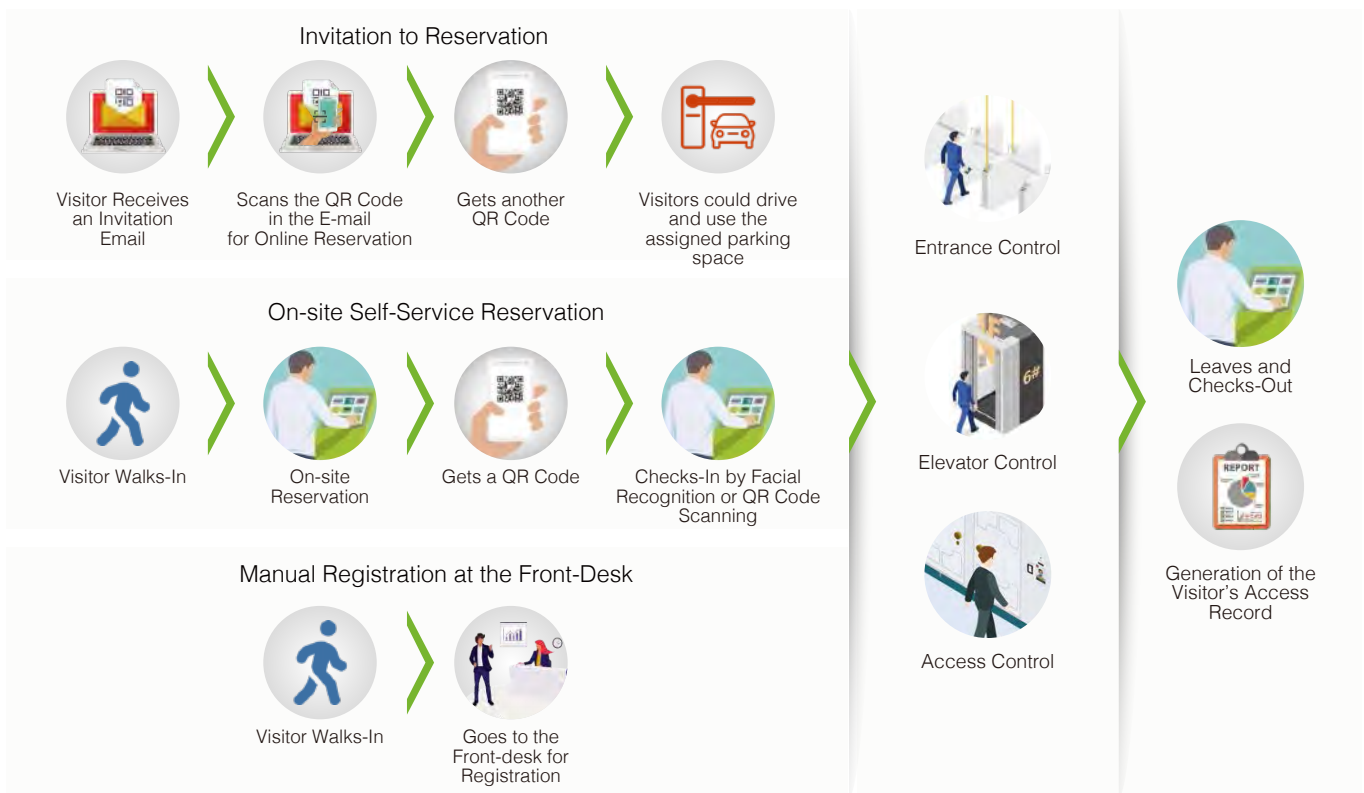 Invitation to Reservation
Visitor Receives
an Invitation
Email
Scans the QR Code
in the E-mail
for Online Reservation
Gets another
QR Code
Visitors could drive
and use the
assigned parking
space
On-site Self-Service Reservation
Visitor Walks-In
On-site
Reservation
Gets a QR Code
Checks-In by Facial
Recognition or QR Code
Scanning
Manual Registration at the Front-Desk
Visitor Walks-In
Goes to the
Front-desk for
Registration
Entrance Control
6#
Elevator Control
Access Control
Leaves and
Checks-Out
REPORT
Generation of the
Visitor's Access
Record